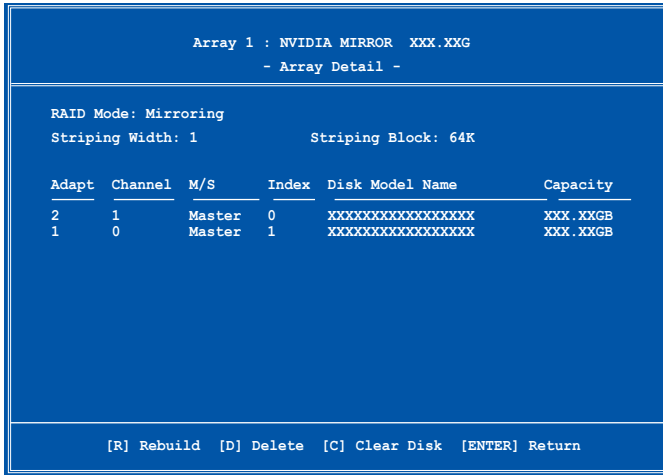 Array 1 : NVIDIA MIRROR XXX.XXG
- Array Detail -
RAID Mode: Mirroring
Striping Width: 1 Striping Block: 64K
Adapt Channel M/S Index Disk Model Name Capacity
2 1 Master 0 XXXXXXXXXXXXXXXXX XXX.XXGB
1 0 Master 1 XXXXXXXXXXXXXXXXX XXX.XXGB
[R] Rebuild [D] Delete [C] Clear Disk [ENTER] Return